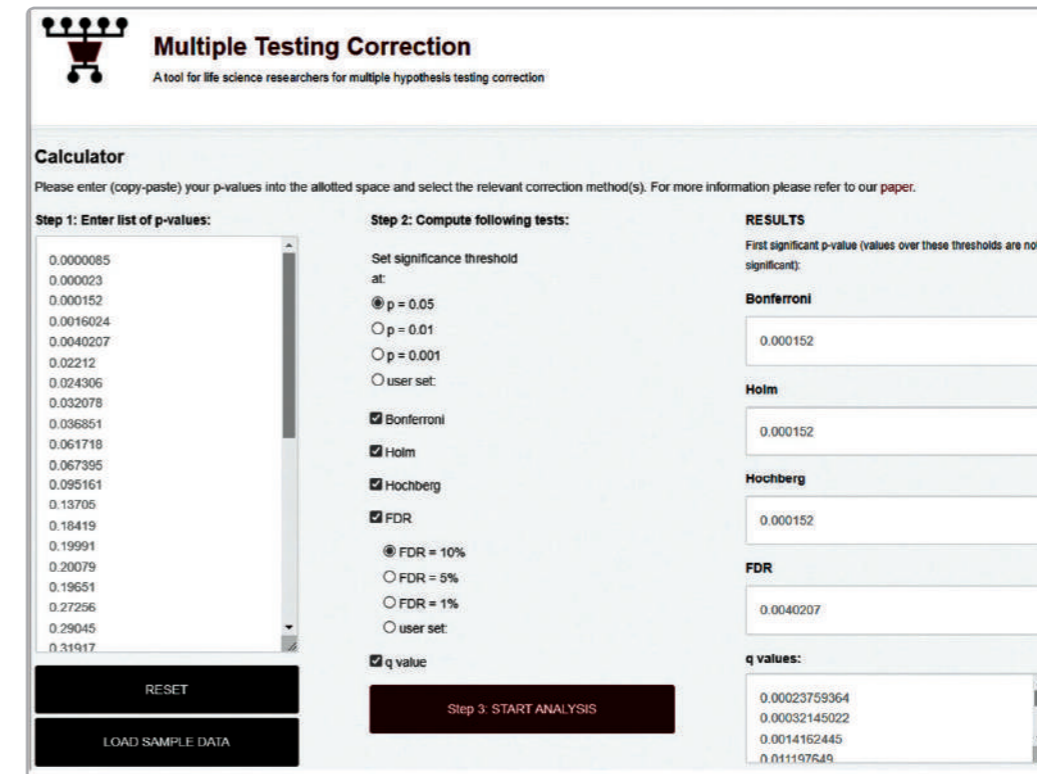 Multiple Testing Correction
A tool for life science researchers for multiple hypothesis testing correction
Calculator
Please enter (copy-paste) your p-values into the allotted space and select the relevant correction method(s). For more information please refer to our paper.
Step 1: Enter list of p-values:
0.0000085
0.000023
0.000152
0.0016024
0.0040207
0.02212
0.024306
0.032078
0.036851
0.061718
0.067395
0.095161
0.13705
0.18419
0.19991
0.20079
0.19651
0.27256
0.29045
0.31917
RESET
LOAD SAMPLE DATA
Step 2: Compute following tests:
Set significance threshold
at:
p = 0.05
p = 0.01
p = 0.001
user set:
Bonferroni
Holm
Hochberg
FDR
FDR = 10%
FDR = 5%
FDR = 1%
user set:
q value
Step 3: START ANALYSIS
RESULTS
First significant p-value (values over these thresholds are not
significant):
Bonferroni
0.000152
Holm
0.000152
Hochberg
0.000152
FDR
0.0040207
q values:
0.00023759364
0.00032145022
0.0014162445
0.011197649